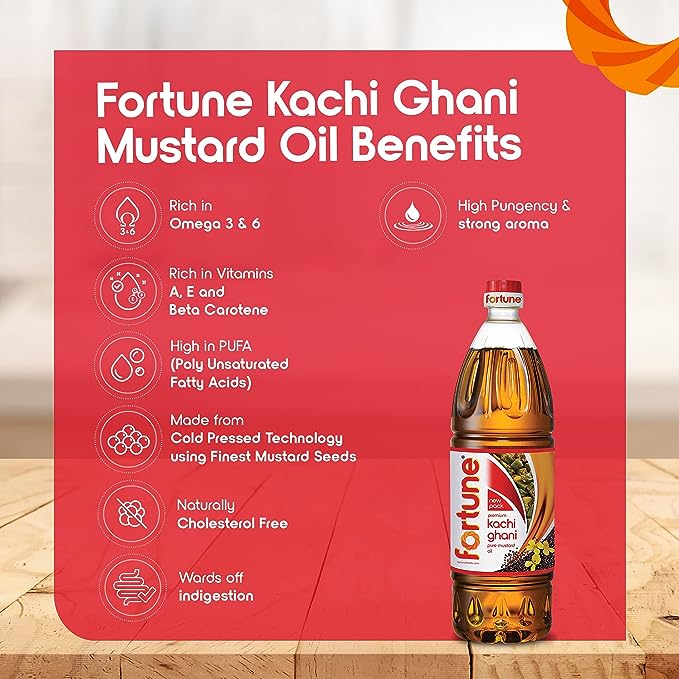 Fortune Kachi Ghani
Mustard Oil Benefits
3&6
Rich in
Omega 3 & 6
High Pungency &
strong aroma
Rich in Vitamins
A, E and
Beta Carotene
High in PUFA
(Poly Unsaturated
Fatty Acids)
Made from
Cold Pressed Technology
using Finest Mustard Seeds
Naturally
Cholesterol Free
Wards off
indigestion
fortune
fortune
new
pack
premium
kachi
ghani
pure mustard
oil